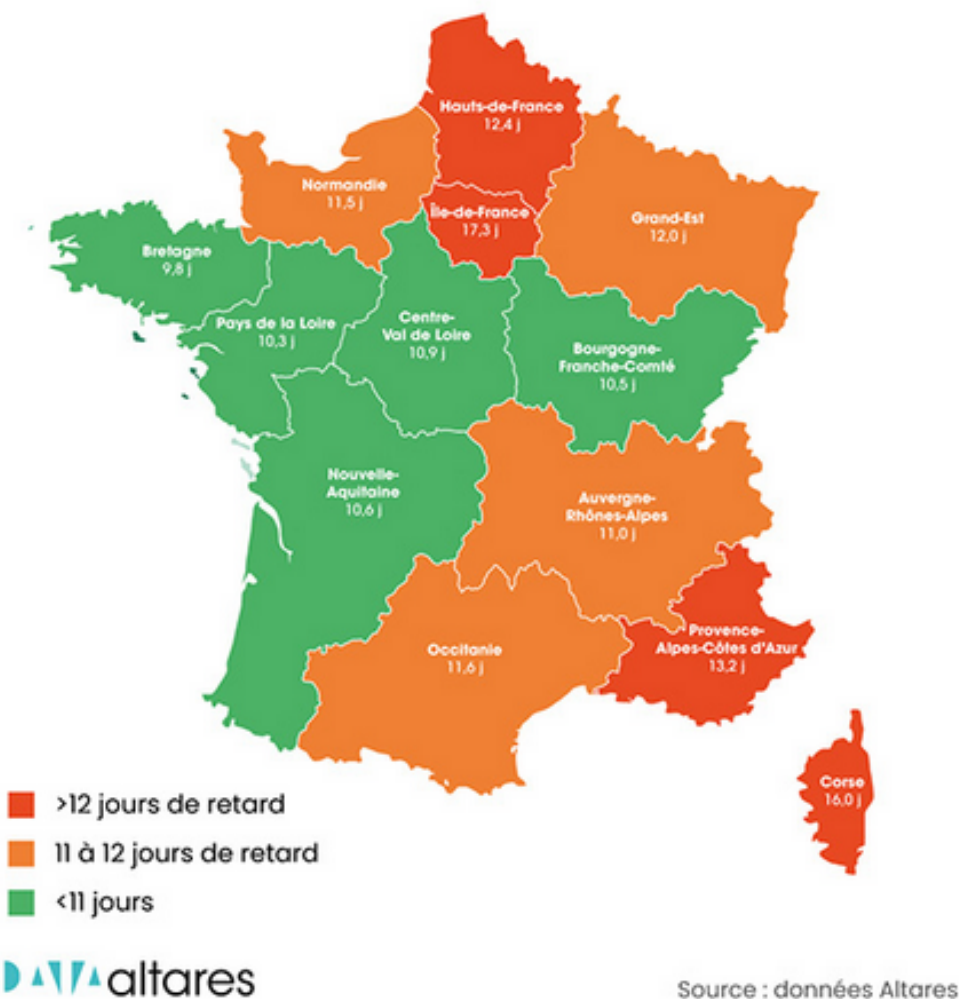 Hauts-de-France
12,4 j
Normandie
11,5 j
Île-de-France
17,3 j
Grand-Est
12,0 j
Bretagne
9,8 j
Pays de la Loire
10,3 j
Centre-
Val de Loire
10,9 j
Bourgogne-
Franche-Comté
10,5 j
Nouvelle-
Aquitaine
10,6 j
Auvergne-
Rhônes-Alpes
11,0 j
Occitanie
11,6 j
Provence-
Alpes-Côtes d'Azur
13,2 j
Corse
16,0 j
>12 jours de retard
11 à 12 jours de retard
<11 jours
DATA altares
Source : données Altares